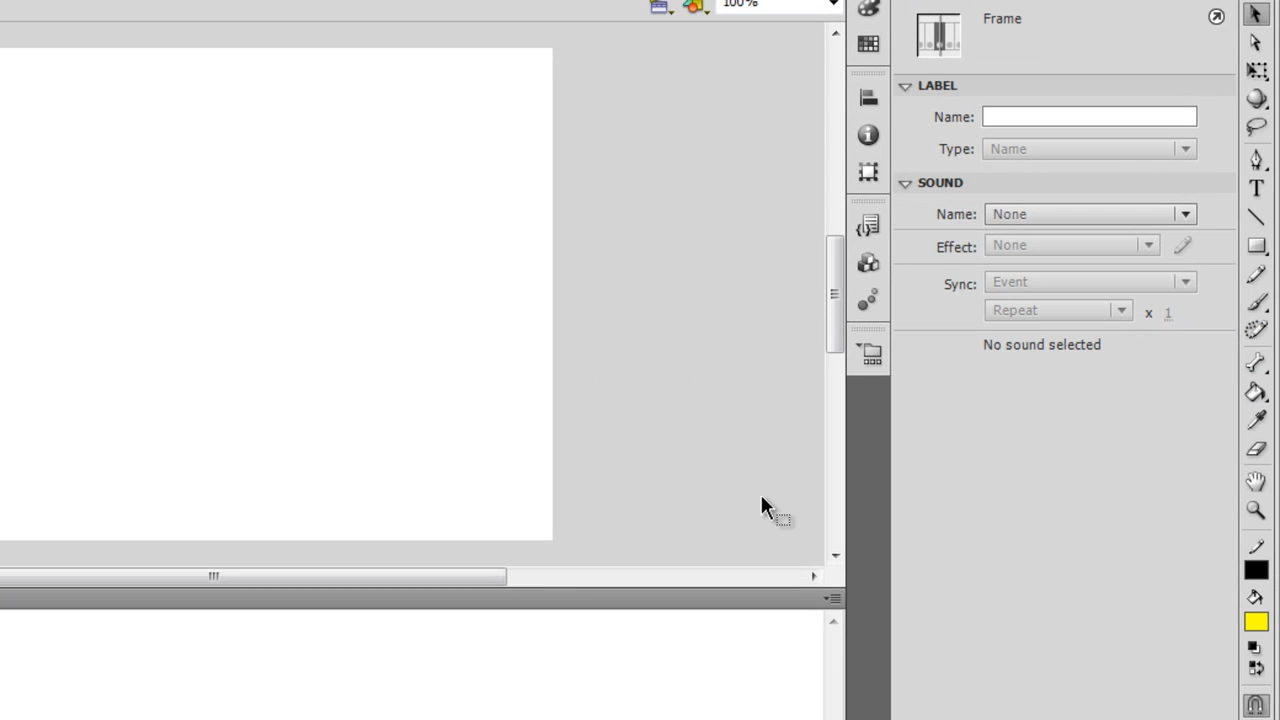 100%
Frame
LABEL
Name:
Type: Name
SOUND
Name: None
Effect: None
Sync: Event
Repeat x 1
No sound selected
T